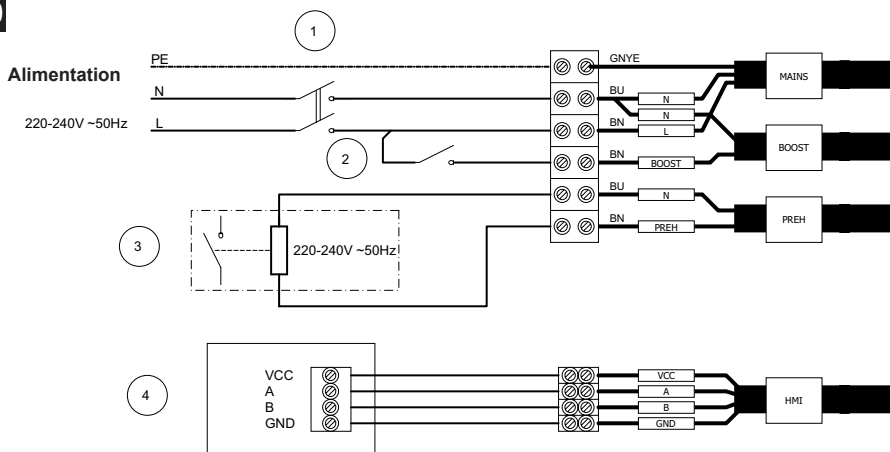 1
PE
GNYE
MAINS
Alimentation
N
BU
N
N
220-240V ~50Hz
L
BN
L
2
BOOST
BN
BOOST
BU
N
PREH
BN
PREH
3
220-240V ~50Hz
VCC
VCC
A
A
4
HMI
B
B
GND
GND